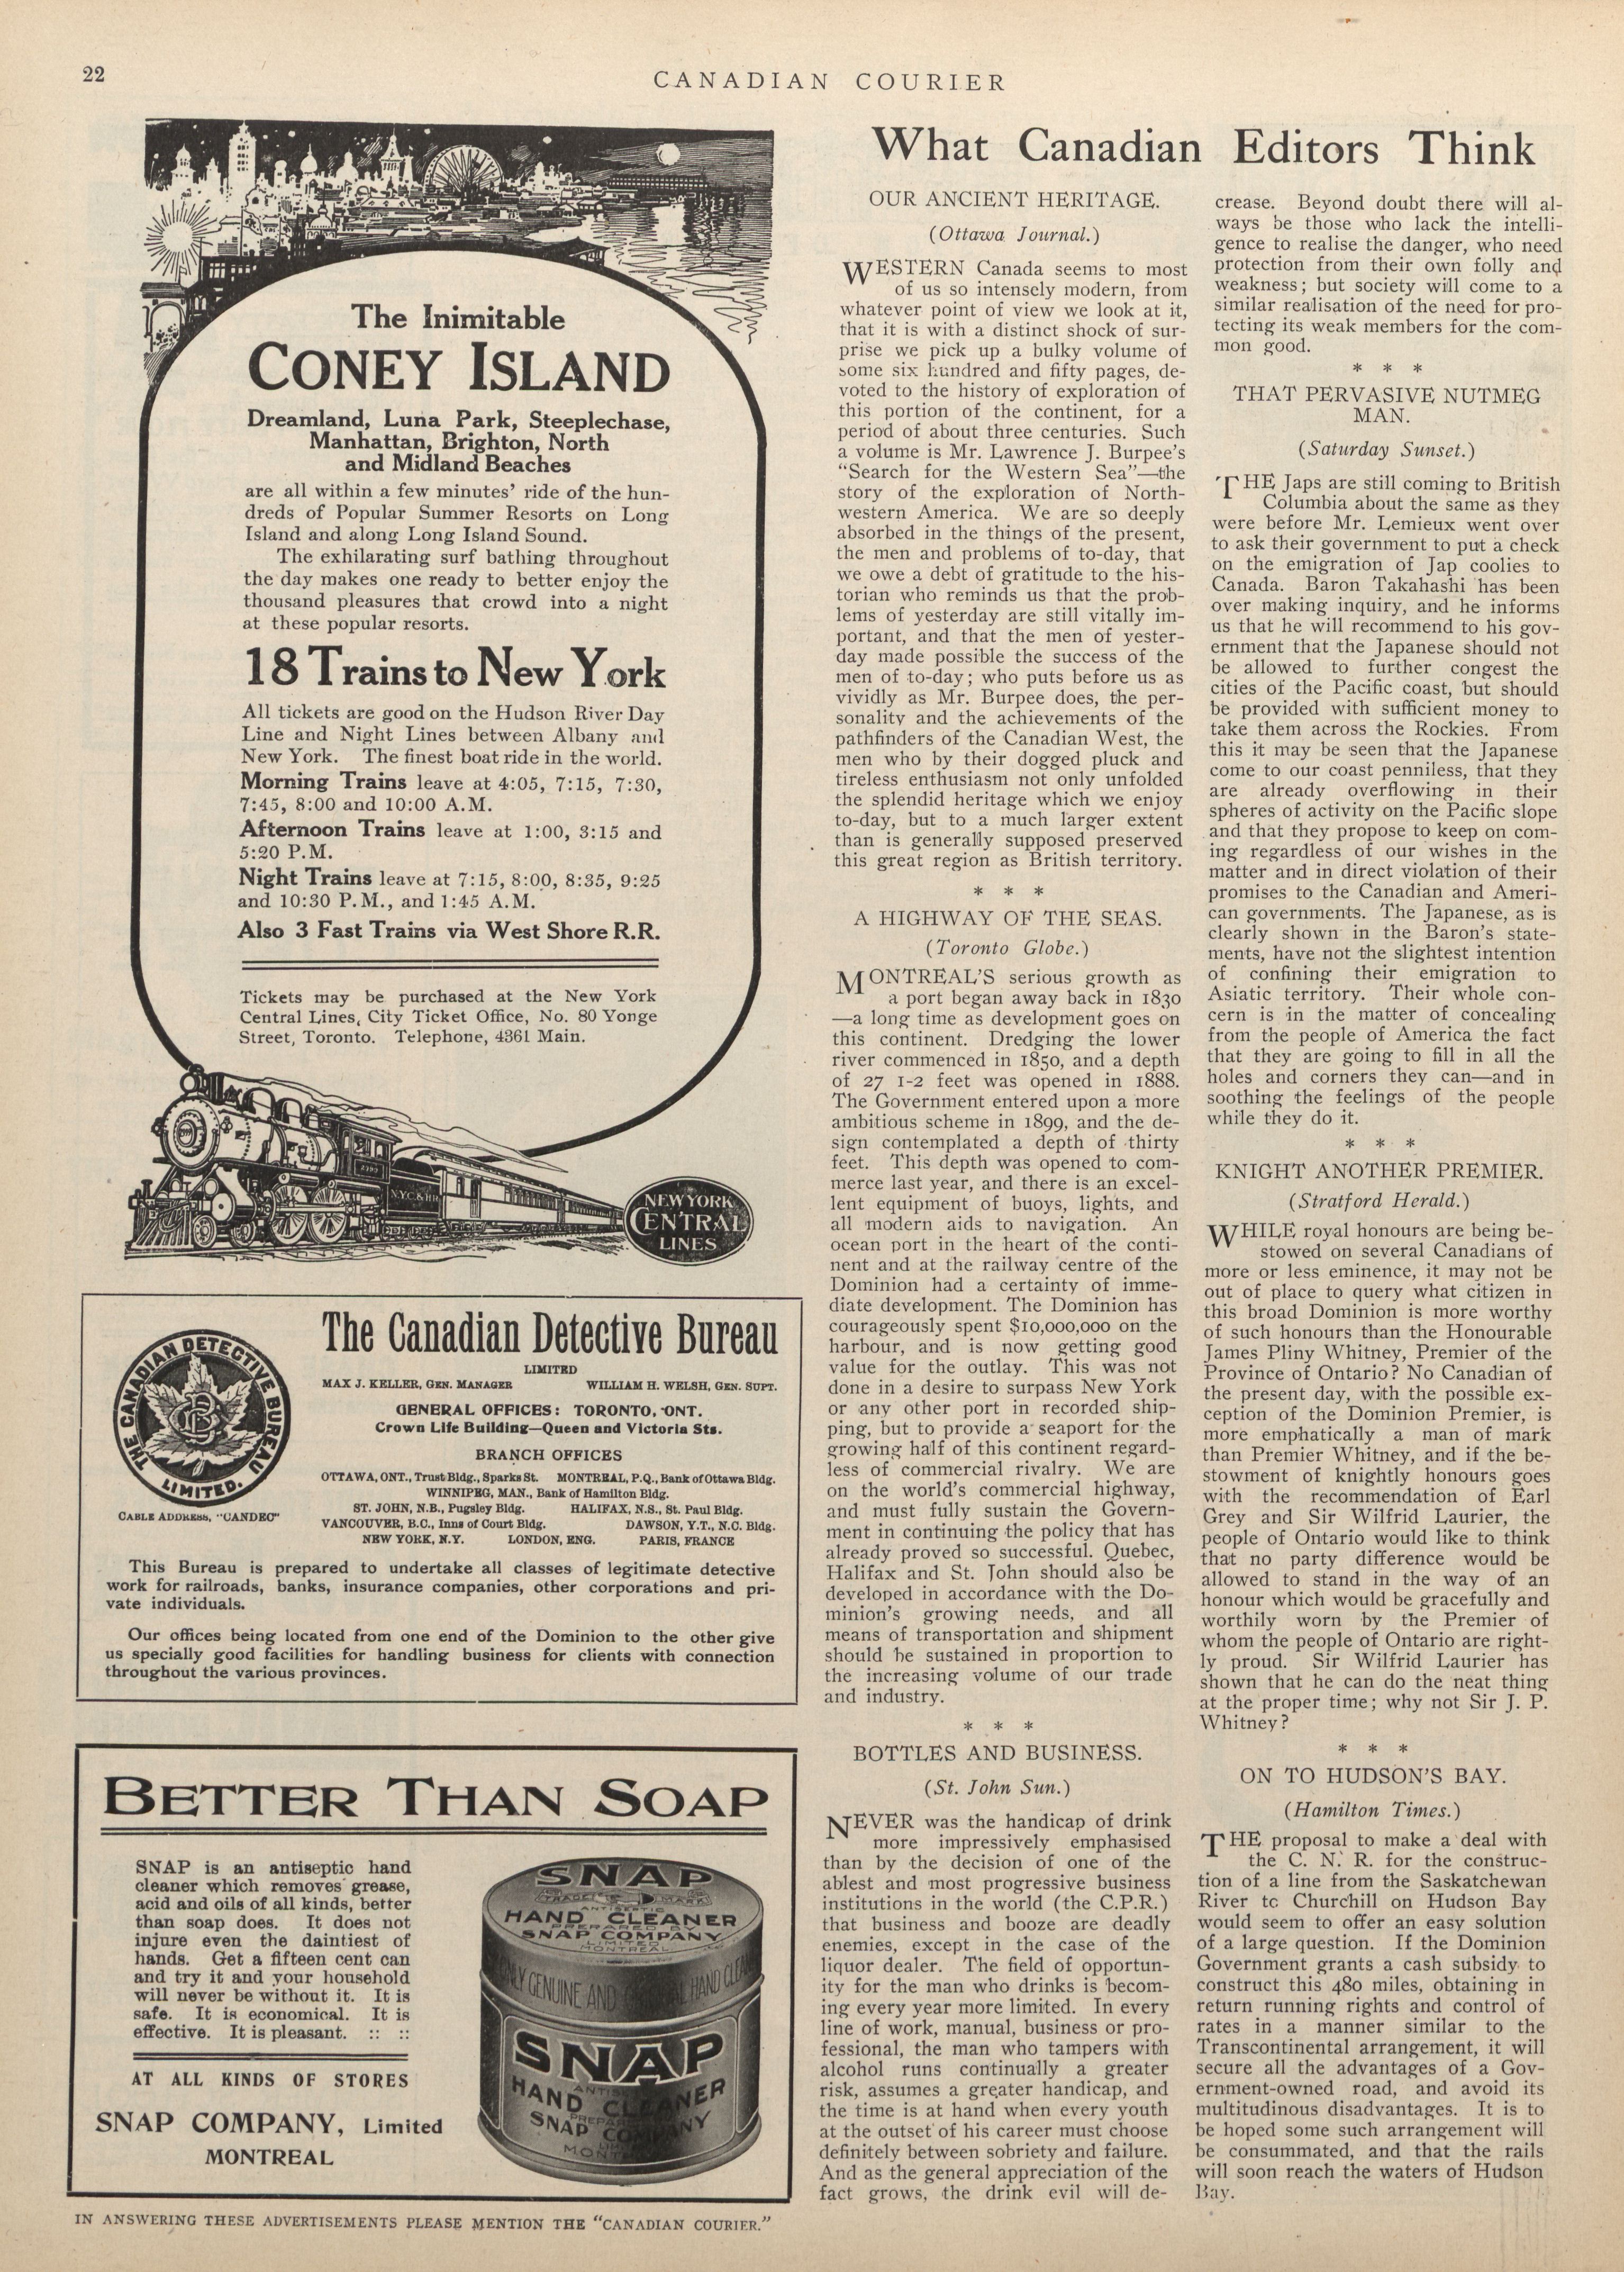 22
CANADIAN COURIER
The Inimitable
CONEY ISLAND
Dreamland, Luna Park, Steeplechase,
Manhattan, Brighton, North
and Midland Beaches
are all within a few minutes' ride of the hun-
dreds of Popular Summer Resorts on Long
Island and along Long Island Sound.
The exhilarating surf bathing throughout
the day makes one ready to better enjoy the
thousand pleasures that crowd into a night
at these popular resorts.
18 Trains to New York
All tickets are good on the Hudson River Day
Line and Night Lines between Albany and
New York. The finest boat ride in the world.
Morning Trains leave at 4:05, 7:15, 7:30,
7:45, 8:00 and 10:00 A.M.
Afternoon Trains leave at 1:00, 3:15 and
5:20 P.M.
Night Trains leave at 7:15, 8:00, 8:35, 9:25
and 10:30 P.M., and 1:45 A.M.
Also 3 Fast Trains via West Shore R.R.
Tickets may be purchased at the New York
Central Lines, City Ticket Office, No. 80 Yonge
Street, Toronto. Telephone, 4361 Main.
NEW YORK
CENTRAL
LINES
THE CANADIAN DETECTIVE BUREAU
LIMITED.
CABLE ADDRESS, "CANDEC"
The Canadian Detective Bureau
LIMITED
MAX J. KELLER, GEN. MANAGER WILLIAM H. WELSH, GEN. SUPT.
GENERAL OFFICES: TORONTO, ONT.
Crown Life Building—Queen and Victoria Sts.
BRANCH OFFICES
OTTAWA, ONT., Trust Bldg., Sparks St. MONTREAL, P.Q., Bank of Ottawa Bldg.
WINNIPEG, MAN., Bank of Hamilton Bldg.
ST. JOHN, N.B., Pugsley Bldg. HALIFAX, N.S., St. Paul Bldg.
VANCOUVER, B.C., Inns of Court Bldg. DAWSON, Y.T., N.C. Bldg.
NEW YORK, N.Y. LONDON, ENG. PARIS, FRANCE
This Bureau is prepared to undertake all classes of legitimate detective
work for railroads, banks, insurance companies, other corporations and pri-
vate individuals.
Our offices being located from one end of the Dominion to the other give
us specially good facilities for handling business for clients with connection
throughout the various provinces.
BETTER THAN SOAP
SNAP is an antiseptic hand
cleaner which removes grease,
acid and oils of all kinds, better
than soap does. It does not
injure even the daintiest of
hands. Get a fifteen cent can
and try it and your household
will never be without it. It is
safe. It is economical. It is
effective. It is pleasant. :: ::
AT ALL KINDS OF STORES
SNAP COMPANY, Limited
MONTREAL
SNAP
TRADE MARK
ANTISEPTIC
HAND CLEANER
PREPARED BY
SNAP COMPANY
LIMITED
MONTREAL
SNAP
HAND CLEANER
SNAP COMPANY
IN ANSWERING THESE ADVERTISEMENTS PLEASE MENTION THE "CANADIAN COURIER."
What Canadian Editors Think
OUR ANCIENT HERITAGE.
(Ottawa Journal.)
WESTERN Canada seems to most
of us so intensely modern, from
whatever point of view we look at it,
that it is with a distinct shock of sur-
prise we pick up a bulky volume of
some six hundred and fifty pages, de-
voted to the history of exploration of
this portion of the continent, for a
period of about three centuries. Such
a volume is Mr. Lawrence J. Burpee's
"Search for the Western Sea"—the
story of the exploration of North-
western America. We are so deeply
absorbed in the things of the present,
the men and problems of to-day, that
we owe a debt of gratitude to the his-
torian who reminds us that the prob-
lems of yesterday are still vitally im-
portant, and that the men of yester-
day made possible the success of the
men of to-day; who puts before us as
vividly as Mr. Burpee does, the per-
sonality and the achievements of the
pathfinders of the Canadian West, the
men who by their dogged pluck and
tireless enthusiasm not only unfolded
the splendid heritage which we enjoy
to-day, but to a much larger extent
than is generally supposed preserved
this great region as British territory.
* * *
A HIGHWAY OF THE SEAS.
(Toronto Globe.)
MONTREAL'S serious growth as
a port began away back in 1830
—a long time as development goes on
this continent. Dredging the lower
river commenced in 1850, and a depth
of 27 1-2 feet was opened in 1888.
The Government entered upon a more
ambitious scheme in 1899, and the de-
sign contemplated a depth of thirty
feet. This depth was opened to com-
merce last year, and there is an excel-
lent equipment of buoys, lights, and
all modern aids to navigation. An
ocean port in the heart of the conti-
nent and at the railway centre of the
Dominion had a certainty of imme-
diate development. The Dominion has
courageously spent $10,000,000 on the
harbour, and is now getting good
value for the outlay. This was not
done in a desire to surpass New York
or any other port in recorded ship-
ping, but to provide a seaport for the
growing half of this continent regard-
less of commercial rivalry. We are
on the world's commercial highway,
and must fully sustain the Govern-
ment in continuing the policy that has
already proved so successful. Quebec,
Halifax and St. John should also be
developed in accordance with the Do-
minion's growing needs, and all
means of transportation and shipment
should be sustained in proportion to
the increasing volume of our trade
and industry.
* * *
BOTTLES AND BUSINESS.
(St. John Sun.)
NEVER was the handicap of drink
more impressively emphasised
than by the decision of one of the
ablest and most progressive business
institutions in the world (the C.P.R.)
that business and booze are deadly
enemies, except in the case of the
liquor dealer. The field of opportun-
ity for the man who drinks is becom-
ing every year more limited. In every
line of work, manual, business or pro-
fessional, the man who tampers with
alcohol runs continually a greater
risk, assumes a greater handicap, and
the time is at hand when every youth
at the outset of his career must choose
definitely between sobriety and failure.
And as the general appreciation of the
fact grows, the drink evil will de-
crease. Beyond doubt there will al-
ways be those who lack the intelli-
gence to realise the danger, who need
protection from their own folly and
weakness; but society will come to a
similar realisation of the need for pro-
tecting its weak members for the com-
mon good.
* * *
THAT PERVASIVE NUTMEG
MAN.
(Saturday Sunset.)
THE Japs are still coming to British
Columbia about the same as they
were before Mr. Lemieux went over
to ask their government to put a check
on the emigration of Jap coolies to
Canada. Baron Takahashi has been
over making inquiry, and he informs
us that he will recommend to his gov-
ernment that the Japanese should not
be allowed to further congest the
cities of the Pacific coast, but should
be provided with sufficient money to
take them across the Rockies. From
this it may be seen that the Japanese
come to our coast penniless, that they
are already overflowing in their
spheres of activity on the Pacific slope
and that they propose to keep on com-
ing regardless of our wishes in the
matter and in direct violation of their
promises to the Canadian and Ameri-
can governments. The Japanese, as is
clearly shown in the Baron's state-
ments, have not the slightest intention
of confining their emigration to
Asiatic territory. Their whole con-
cern is in the matter of concealing
from the people of America the fact
that they are going to fill in all the
holes and corners they can—and in
soothing the feelings of the people
while they do it.
* * *
KNIGHT ANOTHER PREMIER.
(Stratford Herald.)
WHILE royal honours are being be-
stowed on several Canadians of
more or less eminence, it may not be
out of place to query what citizen in
this broad Dominion is more worthy
of such honours than the Honourable
James Pliny Whitney, Premier of the
Province of Ontario? No Canadian of
the present day, with the possible ex-
ception of the Dominion Premier, is
more emphatically a man of mark
than Premier Whitney, and if the be-
stowment of knightly honours goes
with the recommendation of Earl
Grey and Sir Wilfrid Laurier, the
people of Ontario would like to think
that no party difference would be
allowed to stand in the way of an
honour which would be gracefully and
worthily worn by the Premier of
whom the people of Ontario are right-
ly proud. Sir Wilfrid Laurier has
shown that he can do the neat thing
at the proper time; why not Sir J. P.
Whitney?
* * *
ON TO HUDSON'S BAY.
(Hamilton Times.)
THE proposal to make a deal with
the C. N. R. for the construc-
tion of a line from the Saskatchewan
River to Churchill on Hudson Bay
would seem to offer an easy solution
of a large question. If the Dominion
Government grants a cash subsidy to
construct this 480 miles, obtaining in
return running rights and control of
rates in a manner similar to the
Transcontinental arrangement, it will
secure all the advantages of a Gov-
ernment-owned road, and avoid its
multitudinous disadvantages. It is to
be hoped some such arrangement will
be consummated, and that the rails
will soon reach the waters of Hudson
Bay.